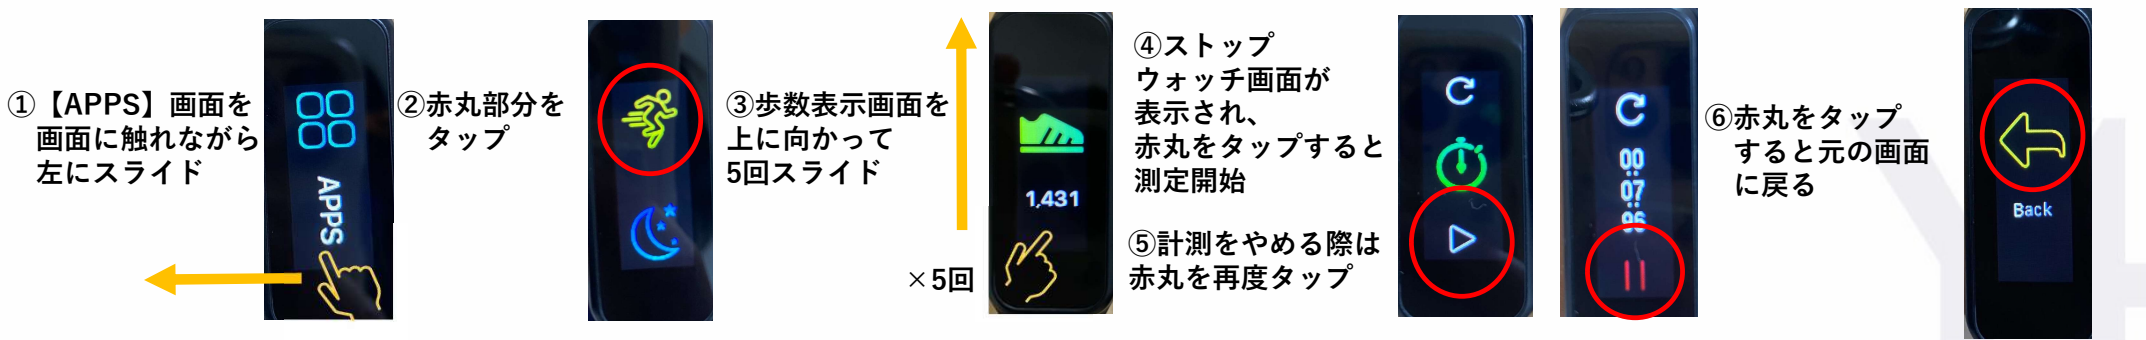 ①【APPS】画面を
画面に触れながら
左にスライド
APPS
②赤丸部分を
タップ
③歩数表示画面を
上に向かって
5回スライド
×5回
1,431
④ストップ
ウォッチ画面が
表示され、
赤丸をタップすると
測定開始
⑤計測をやめる際は
赤丸を再度タップ
00:
07:
96
⑥赤丸をタップ
すると元の画面
に戻る
Back